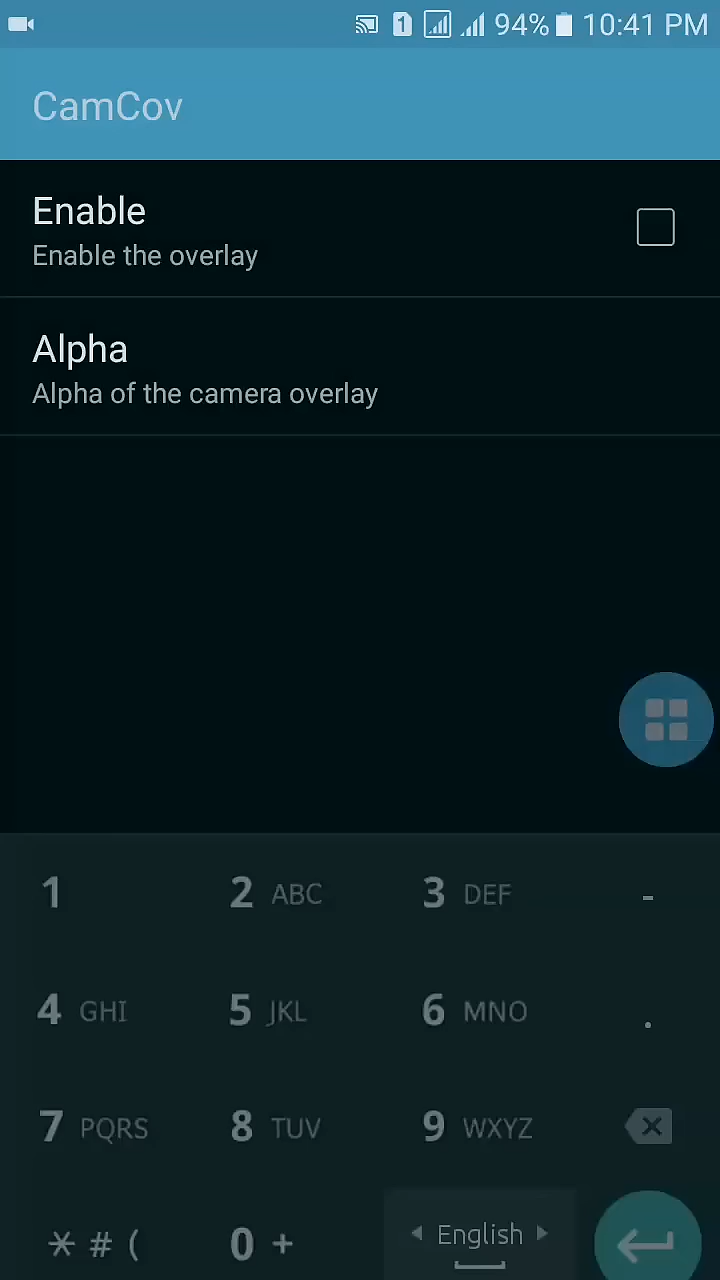 1 94% 10:41 PM
CamCov
Enable
Enable the overlay
Alpha
Alpha of the camera overlay
1 2 ABC 3 DEF -
4 GHI 5 JKL 6 MNO .
7 PQRS 8 TUV 9 WXYZ
* # ( 0 + English